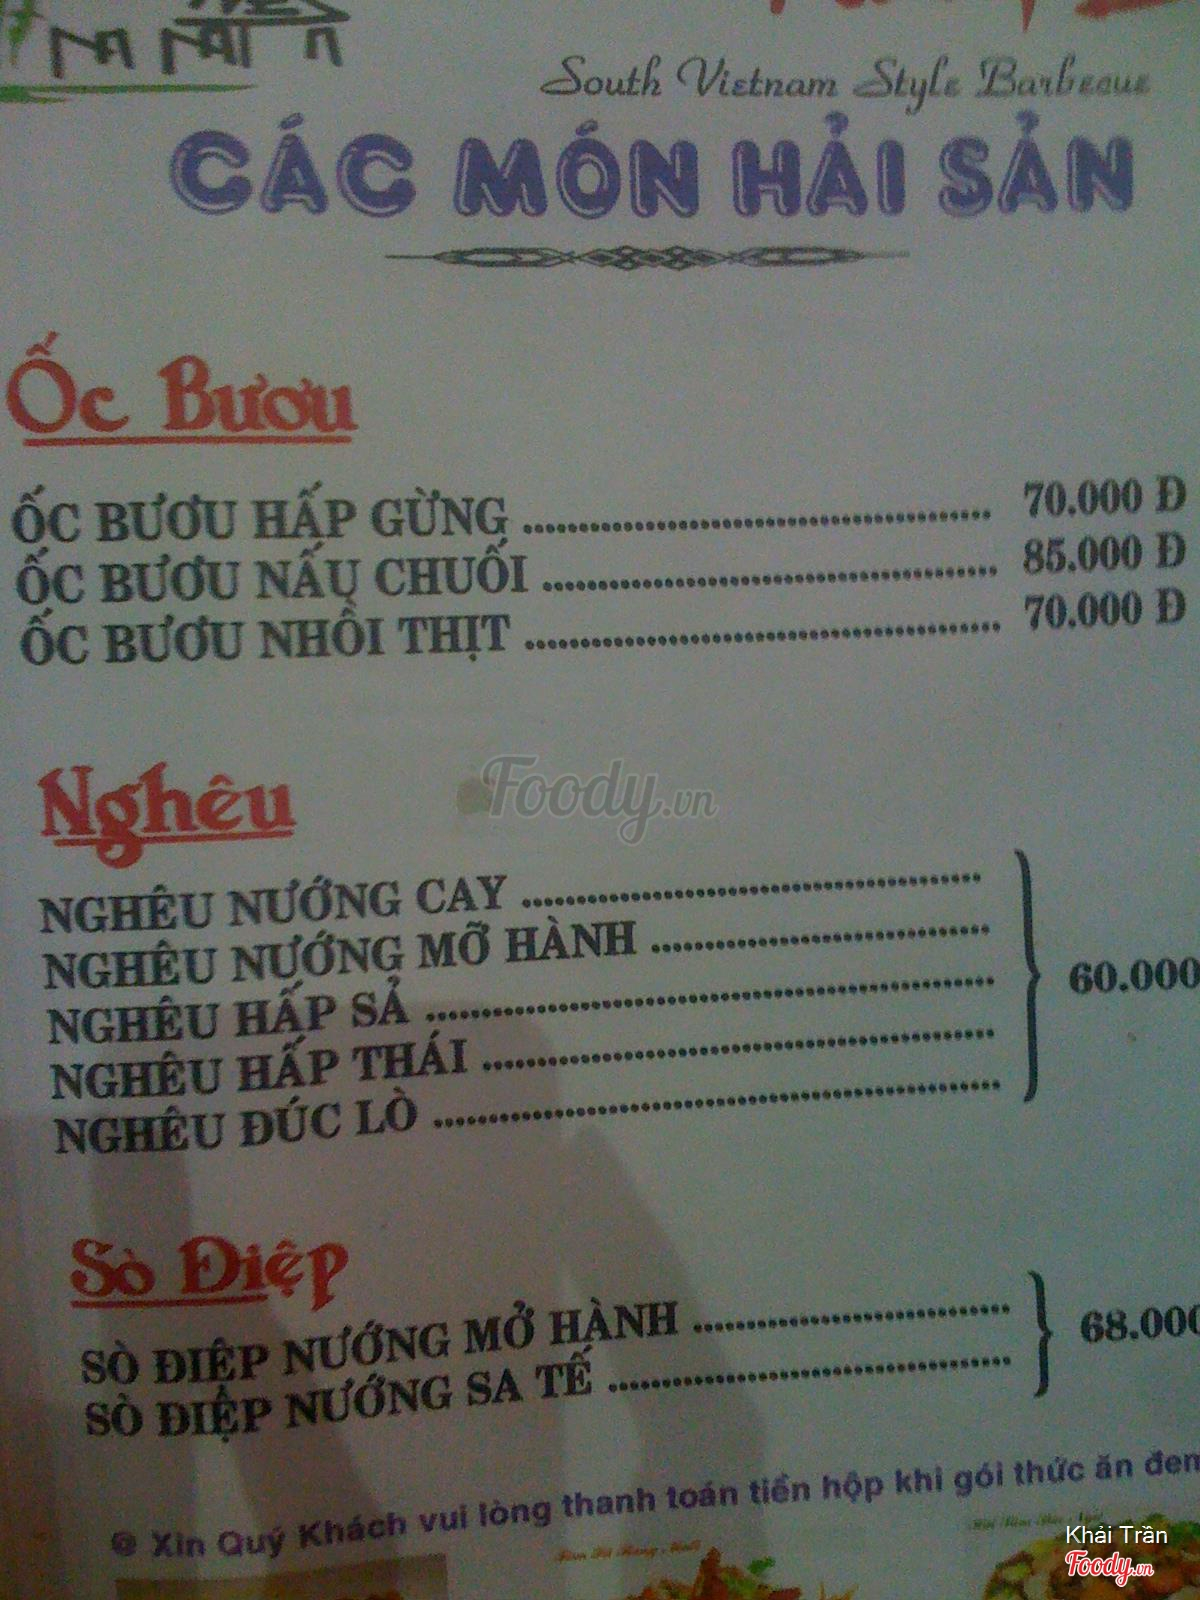 South Vietnam Style Barbecue
CÁC MÓN HẢI SẢN
Ốc Bươu
ỐC BƯƠU HẤP GỪNG ........ 70.000 Đ
ỐC BƯƠU NẤU CHUỐI ........ 85.000 Đ
ỐC BƯƠU NHỒI THỊT ........ 70.000 Đ
Foody.vn
Nghêu
NGHÊU NƯỚNG CAY ........
NGHÊU NƯỚNG MỠ HÀNH ........
NGHÊU HẤP SẢ ........ 60.000
NGHÊU HẤP THÁI ........
NGHÊU ĐÚC LÒ ........
Sò Điệp
SÒ ĐIỆP NƯỚNG MỞ HÀNH ........ 68.000
SÒ ĐIỆP NƯỚNG SA TẾ ........
@ Xin Quý Khách vui lòng thanh toán tiền hộp khi gói thức ăn đem
Khải Trần
Foody.vn